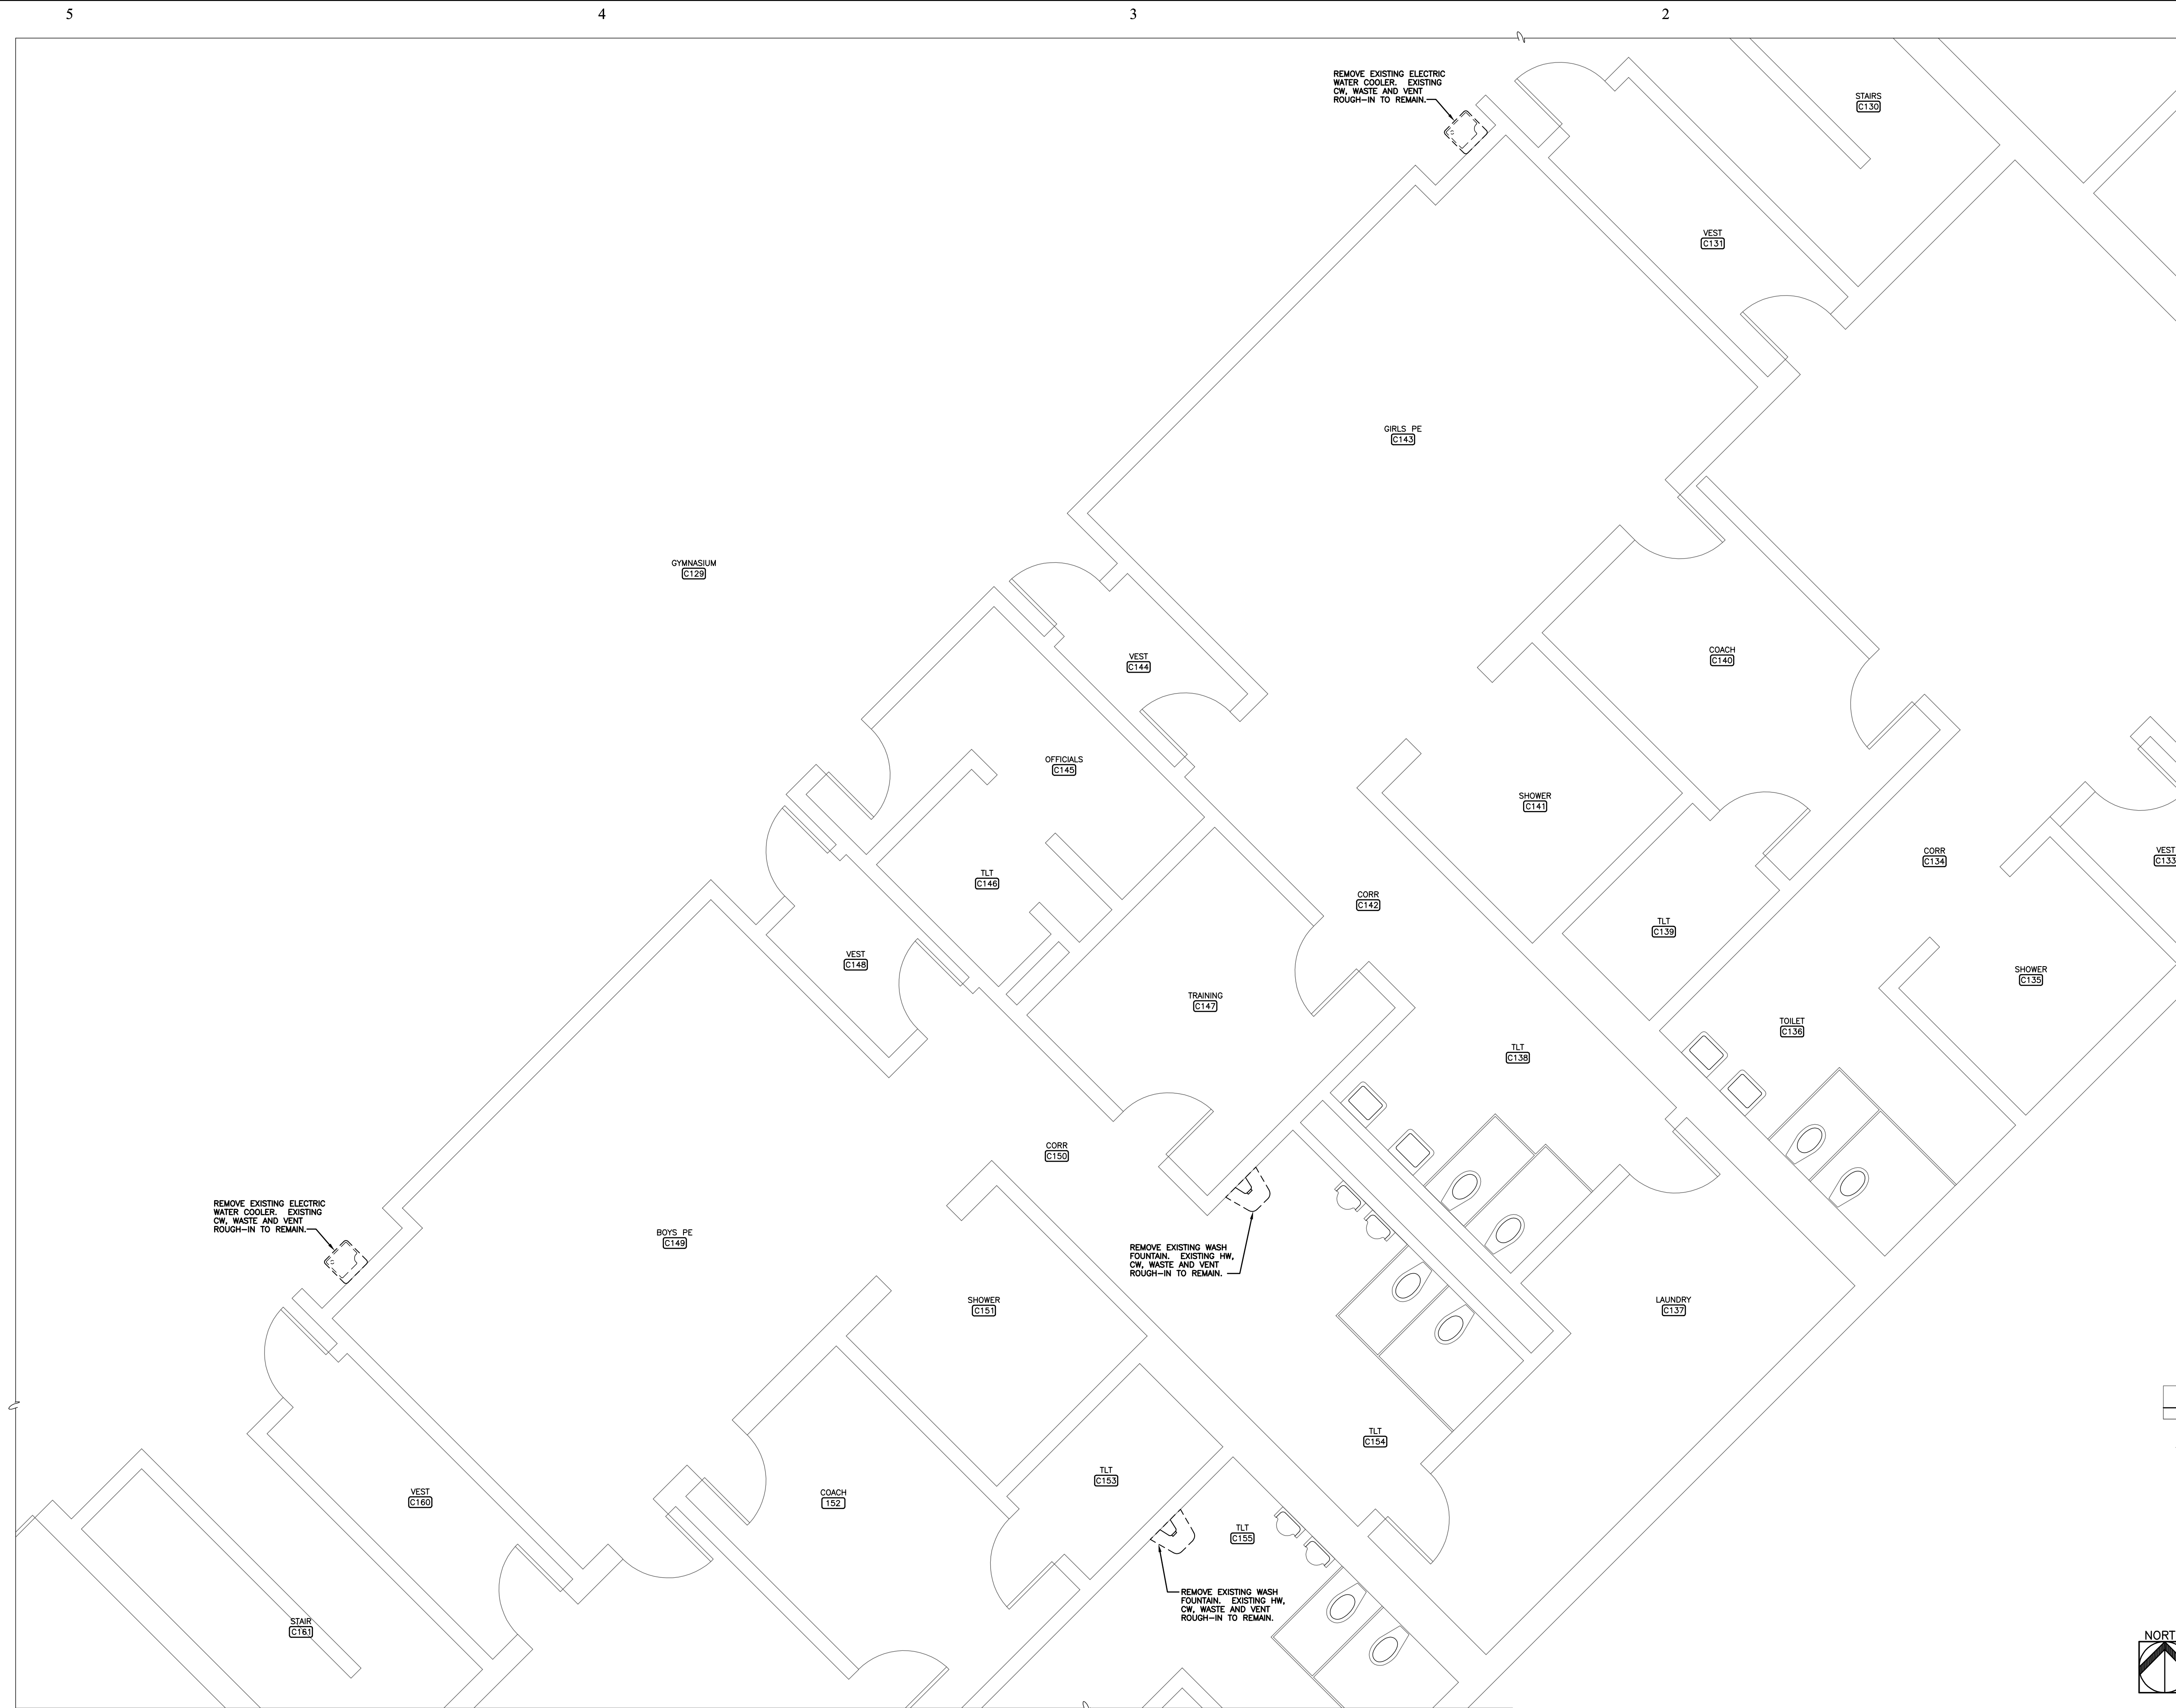 5
4
3
2
REMOVE EXISTING ELECTRIC
WATER COOLER. EXISTING
CW, WASTE AND VENT
ROUGH-IN TO REMAIN.
STAIRS
C130
VEST
C131
GIRLS PE
C143
GYMNASIUM
C129
VEST
C144
COACH
C140
OFFICIALS
C145
SHOWER
C141
CORR
C134
VEST
C133
TLT
C146
CORR
C142
TLT
C139
VEST
C148
SHOWER
C135
TRAINING
C147
TOILET
C136
TLT
C138
CORR
C150
REMOVE EXISTING ELECTRIC
WATER COOLER. EXISTING
CW, WASTE AND VENT
ROUGH-IN TO REMAIN.
BOYS PE
C149
REMOVE EXISTING WASH
FOUNTAIN. EXISTING HW,
CW, WASTE AND VENT
ROUGH-IN TO REMAIN.
SHOWER
C151
LAUNDRY
C137
TLT
C154
TLT
C153
VEST
C160
COACH
152
TLT
C155
REMOVE EXISTING WASH
FOUNTAIN. EXISTING HW,
CW, WASTE AND VENT
ROUGH-IN TO REMAIN.
STAIR
C161
NORT